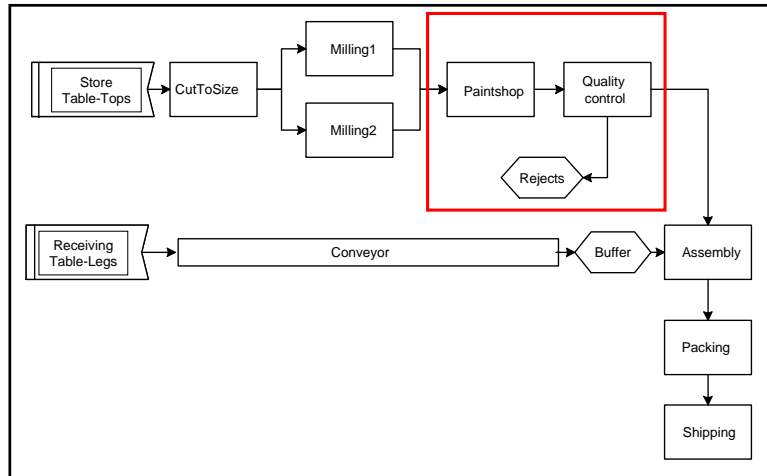 Store
Table-Tops
CutToSize
Milling1
Milling2
Paintshop
Quality
control
Rejects
Receiving
Table-Legs
Conveyor
Buffer
Assembly
Packing
Shipping